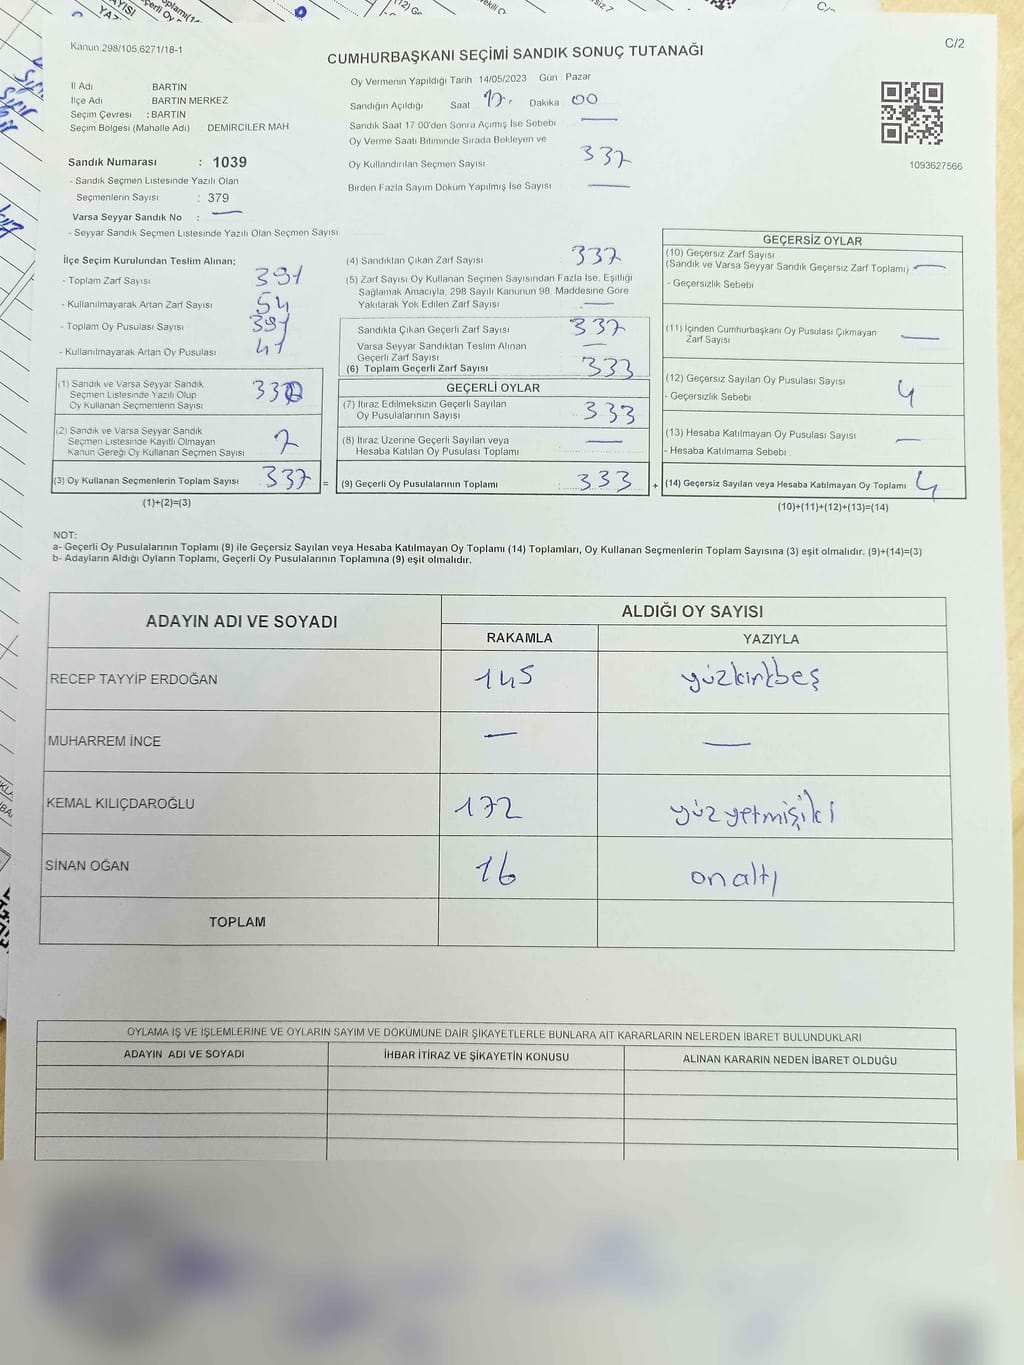 Kanun.298/105,6271/18-1
C/2
CUMHURBAŞKANI SEÇİMİ SANDIK SONUÇ TUTANAĞI
İl Adı BARTIN
İlçe Adı BARTIN MERKEZ
Seçim Çevresi : BARTIN
Seçim Bölgesi (Mahalle Adı) DEMİRCİLER MAH
Sandık Numarası : 1039
- Sandık Seçmen Listesinde Yazılı Olan
Seçmenlerin Sayısı : 379
Varsa Seyyar Sandık No : —
- Seyyar Sandık Seçmen Listesinde Yazılı Olan Seçmen Sayısı
Oy Vermenin Yapıldığı Tarih 14/05/2023 Gün Pazar
Sandığın Açıldığı Saat 17. Dakika 00
Sandık Saat 17 00'den Sonra Açımış İse Sebebi —
Oy Verme Saati Bitiminde Sırada Bekleyen ve
Oy Kullandırılan Seçmen Sayısı 337
Birden Fazla Sayım Döküm Yapılmış İse Sayısı —
1093627566
İlçe Seçim Kurulundan Teslim Alınan;
- Toplam Zarf Sayısı 391
- Kullanılmayarak Artan Zarf Sayısı 54
- Toplam Oy Pusulası Sayısı 391
- Kullanılmayarak Artan Oy Pusulası 41
(1) Sandık ve Varsa Seyyar Sandık
Seçmen Listesinde Yazılı Olup
Oy Kullanan Seçmenlerin Sayısı 330
(2) Sandık ve Varsa Seyyar Sandık
Seçmen Listesinde Kayıtlı Olmayan
Kanun Gereği Oy Kullanan Seçmen Sayısı 7
(3) Oy Kullanan Seçmenlerin Toplam Sayısı 337 =
(1)+(2)=(3)
(4) Sandıktan Çıkan Zarf Sayısı 337
(5) Zarf Sayısı Oy Kullanan Seçmen Sayısından Fazla İse, Eşitliği
Sağlamak Amacıyla, 298 Sayılı Kanunun 98. Maddesine Göre
Yakılarak Yok Edilen Zarf Sayısı —
Sandıkta Çıkan Geçerli Zarf Sayısı 337
Varsa Seyyar Sandıktan Teslim Alınan
Geçerli Zarf Sayısı —
(6) Toplam Geçerli Zarf Sayısı 333
GEÇERLİ OYLAR
(7) İtiraz Edilmeksizin Geçerli Sayılan
Oy Pusulalarının Sayısı 333
(8) İtiraz Üzerine Geçerli Sayılan veya
Hesaba Katılan Oy Pusulası Toplamı —
(9) Geçerli Oy Pusulalarının Toplamı : 333 +
GEÇERSİZ OYLAR
(10) Geçersiz Zarf Sayısı
(Sandık ve Varsa Seyyar Sandık Geçersiz Zarf Toplamı) —
- Geçersizlik Sebebi
(11) İçinden Cumhurbaşkanı Oy Pusulası Çıkmayan
Zarf Sayısı —
(12) Geçersiz Sayılan Oy Pusulası Sayısı 4
- Geçersizlik Sebebi
(13) Hesaba Katılmayan Oy Pusulası Sayısı —
- Hesaba Katılmama Sebebi
(14) Geçersiz Sayılan veya Hesaba Katılmayan Oy Toplamı 4
(10)+(11)+(12)+(13)=(14)
NOT:
a- Geçerli Oy Pusulalarının Toplamı (9) ile Geçersiz Sayılan veya Hesaba Katılmayan Oy Toplamı (14) Toplamları, Oy Kullanan Seçmenlerin Toplam Sayısına (3) eşit olmalıdır. (9)+(14)=(3)
b- Adayların Aldığı Oyların Toplamı, Geçerli Oy Pusulalarının Toplamına (9) eşit olmalıdır.
ADAYIN ADI VE SOYADI ALDIĞI OY SAYISI
RAKAMLA YAZIYLA
RECEP TAYYİP ERDOĞAN 145 yüzkırkbeş
MUHARREM İNCE — —
KEMAL KILIÇDAROĞLU 172 yüzyetmişiki
SİNAN OĞAN 16 onaltı
TOPLAM
OYLAMA İŞ VE İŞLEMLERİNE VE OYLARIN SAYIM VE DÖKÜMÜNE DAİR ŞİKAYETLERLE BUNLARA AİT KARARLARIN NELERDEN İBARET BULUNDUKLARI
ADAYIN ADI VE SOYADI İHBAR İTİRAZ VE ŞİKAYETİN KONUSU ALINAN KARARIN NEDEN İBARET OLDUĞU